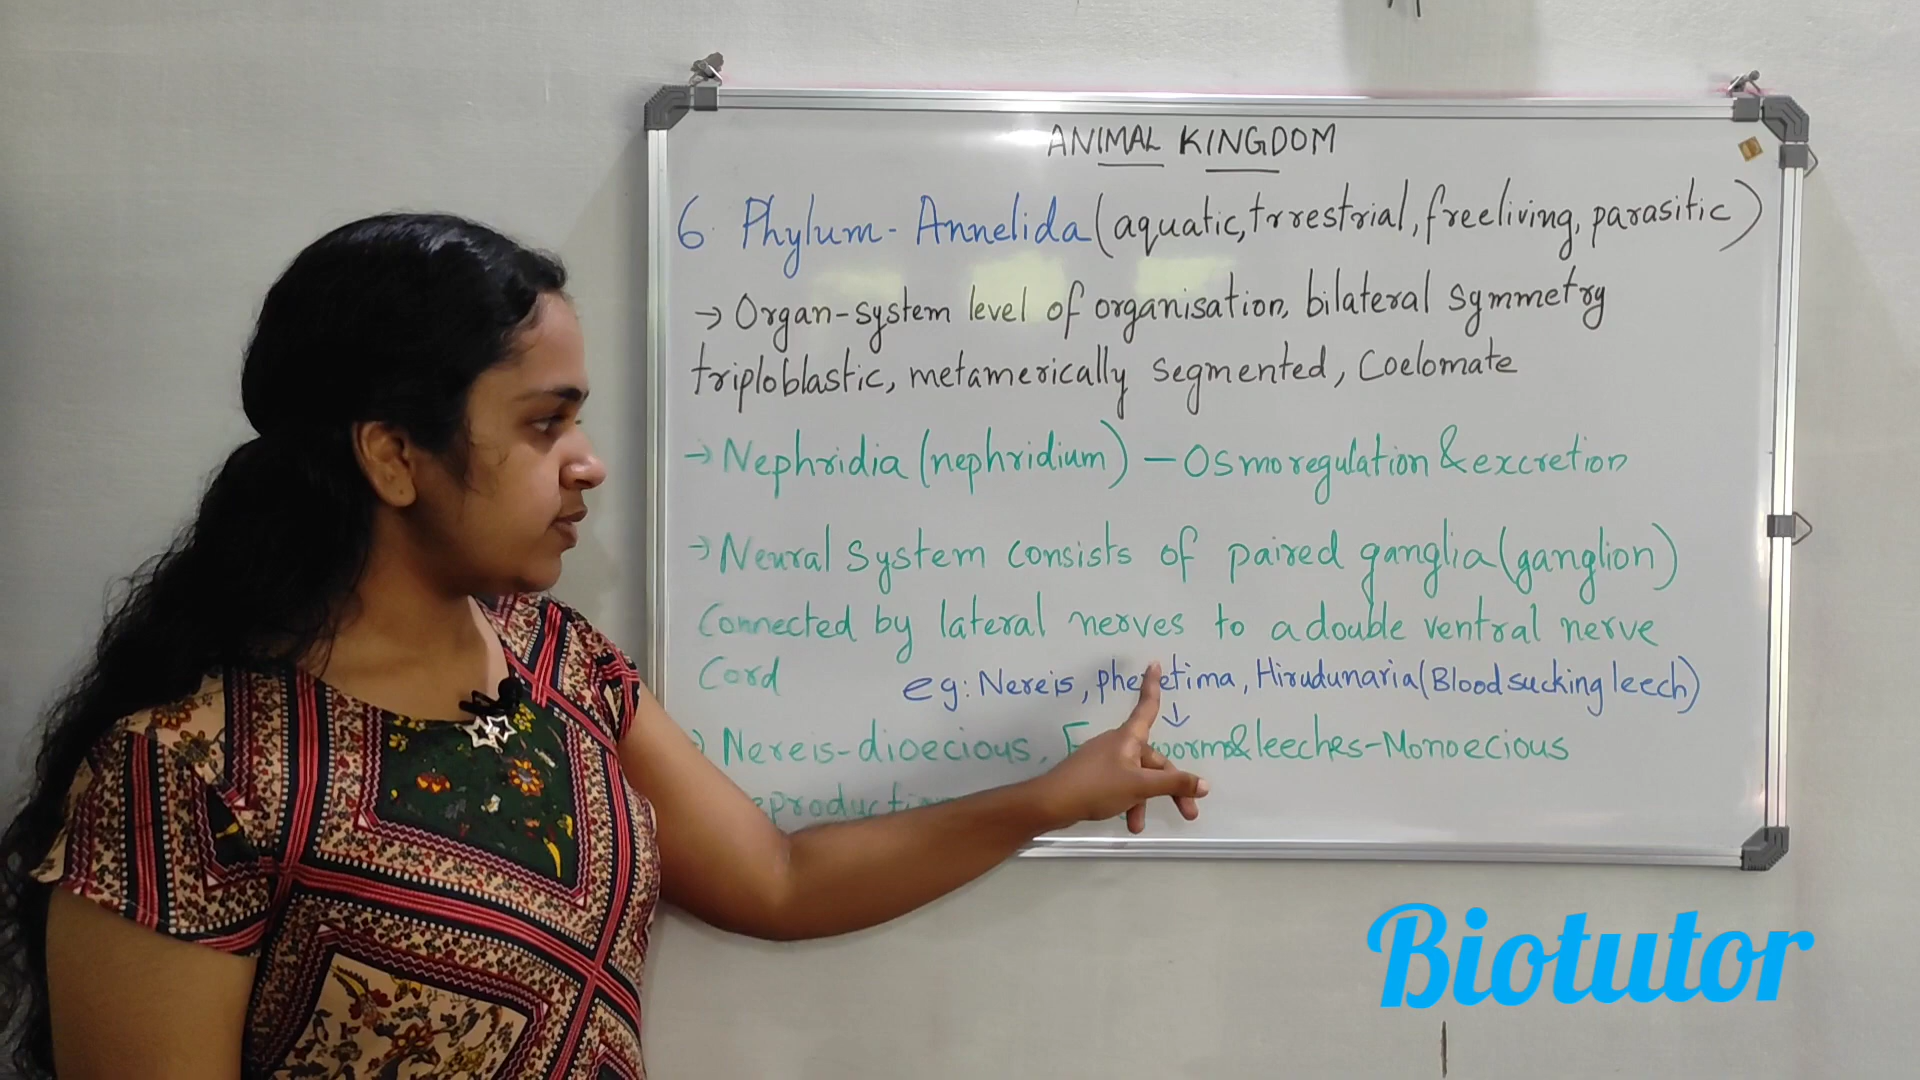 ANIMAL KINGDOM
6. Phylum - Annelida (aquatic, trrestrial, freeliving, parasitic)
→ Organ-system level of organisation, bilateral symmetry
triploblastic, metamerically segmented, Coelomate
→ Nephridia (nephridium) - Osmoregulation & excretion
→ Neural System consists of paired ganglia (ganglion)
Connected by lateral nerves to a double ventral nerve
Cord
eg: Nereis, pheretima, Hirudunaria (Blood sucking leech)
↓
Nereis-dioecious, & leeches - Monoecious
Biotutor